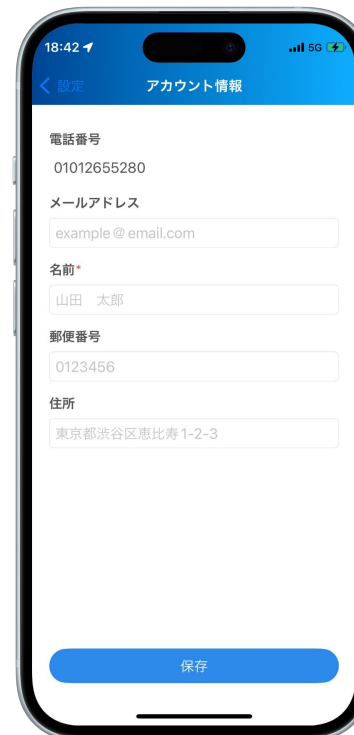 18:42
5G
設定
アカウント情報
電話番号
01012655280
メールアドレス
example@email.com
名前*
山田　太郎
郵便番号
0123456
住所
東京都渋谷区恵比寿1-2-3
保存